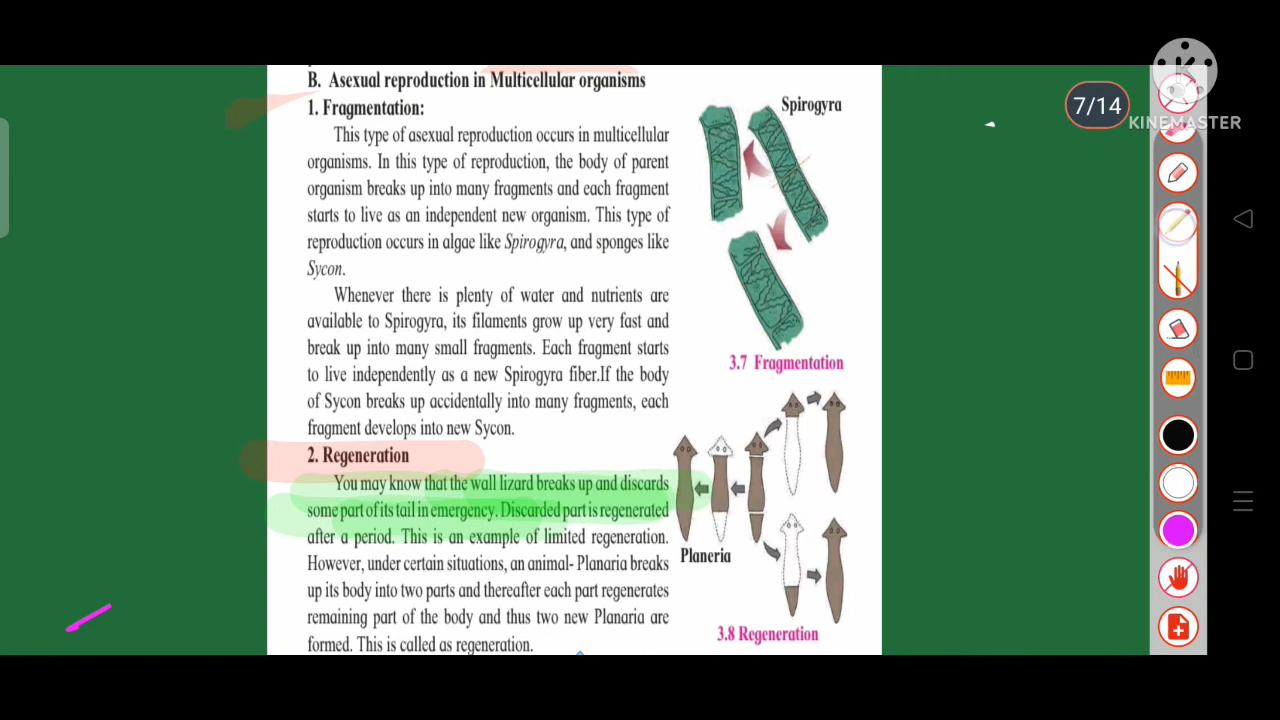 B. Asexual reproduction in Multicellular organisms
1. Fragmentation:
This type of asexual reproduction occurs in multicellular
organisms. In this type of reproduction, the body of parent
organism breaks up into many fragments and each fragment
starts to live as an independent new organism. This type of
reproduction occurs in algae like Spirogyra, and sponges like
Sycon.
Whenever there is plenty of water and nutrients are
available to Spirogyra, its filaments grow up very fast and
break up into many small fragments. Each fragment starts
to live independently as a new Spirogyra fiber.If the body
of Sycon breaks up accidentally into many fragments, each
fragment develops into new Sycon.
2. Regeneration
You may know that the wall lizard breaks up and discards
some part of its tail in emergency. Discarded part is regenerated
after a period. This is an example of limited regeneration.
However, under certain situations, an animal- Planaria breaks
up its body into two parts and thereafter each part regenerates
remaining part of the body and thus two new Planaria are
formed. This is called as regeneration.
Spirogyra
3.7 Fragmentation
Planeria
3.8 Regeneration
7/14
KINEMASTER